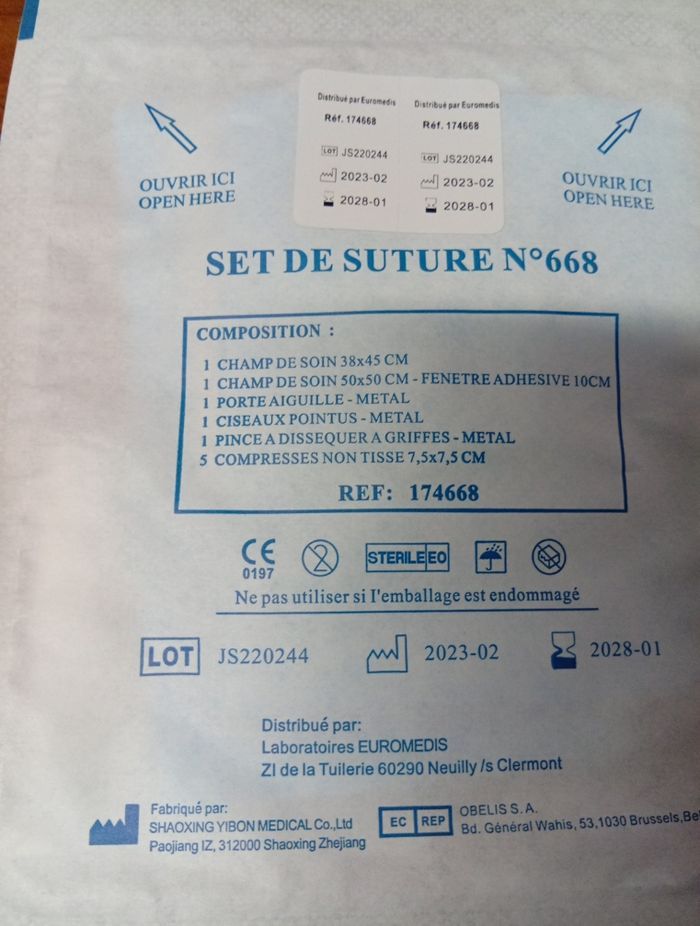 Distribué par Euromedis
Réf. 174668
LOT JS220244
2023-02
2028-01
Distribué par Euromedis
Réf. 174668
LOT JS220244
2023-02
2028-01
OUVRIR ICI
OPEN HERE
OUVRIR ICI
OPEN HERE
SET DE SUTURE N°668
COMPOSITION :
1 CHAMP DE SOIN 38x45 CM
1 CHAMP DE SOIN 50x50 CM - FENETRE ADHESIVE 10CM
1 PORTE AIGUILLE - METAL
1 CISEAUX POINTUS - METAL
1 PINCE A DISSEQUER A GRIFFES - METAL
5 COMPRESSES NON TISSE 7,5x7,5 CM
REF: 174668
CE
0197
2
STERILE EO
Ne pas utiliser si l'emballage est endommagé
LOT JS220244
2023-02
2028-01
Distribué par:
Laboratoires EUROMEDIS
ZI de la Tuilerie 60290 Neuilly /s Clermont
Fabriqué par:
SHAOXING YIBON MEDICAL Co.,Ltd
Paojiang IZ, 312000 Shaoxing Zhejiang
EC REP
OBELIS S.A.
Bd. Général Wahis, 53,1030 Brussels,Be